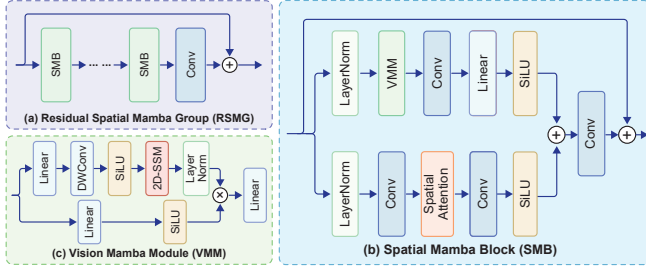 SMB
... ...
SMB
Conv
(a) Residual Spatial Mamba Group (RSMG)
Linear
DWConv
SiLU
2D-SSM
Layer
Norm
Linear
Linear
SiLU
(c) Vision Mamba Module (VMM)
LayerNorm
VMM
Conv
Linear
SiLU
Conv
LayerNorm
Conv
Spatial
Attention
Conv
SiLU
(b) Spatial Mamba Block (SMB)